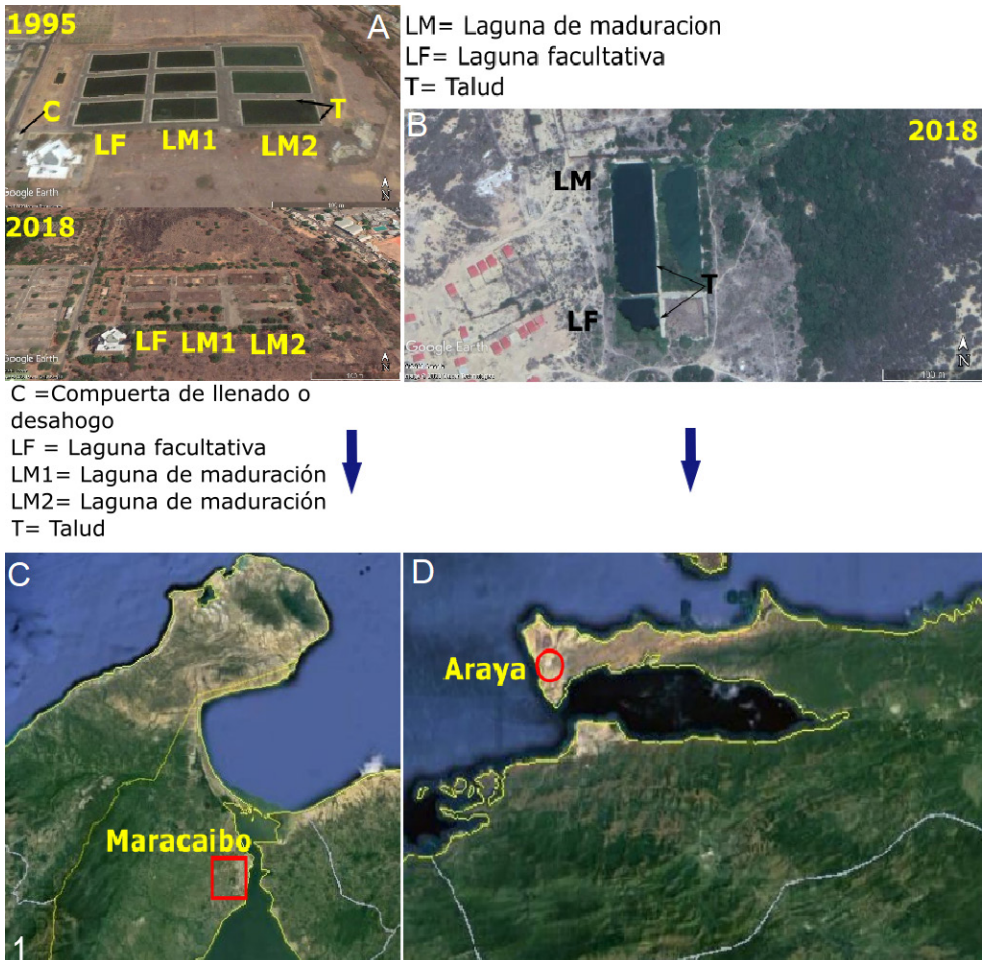 1995
A
C
T
LF
LM1
LM2
Google Earth
100 m
N
2018
LF LM1 LM2
Google Earth
N
C =Compuerta de llenado o
desahogo
LF = Laguna facultativa
LM1= Laguna de maduración
LM2= Laguna de maduración
T= Talud
LM= Laguna de maduracion
LF= Laguna facultativa
T= Talud
B
2018
LM
T
LF
Google Earth
100 m
N
C
Maracaibo
1
D
Araya